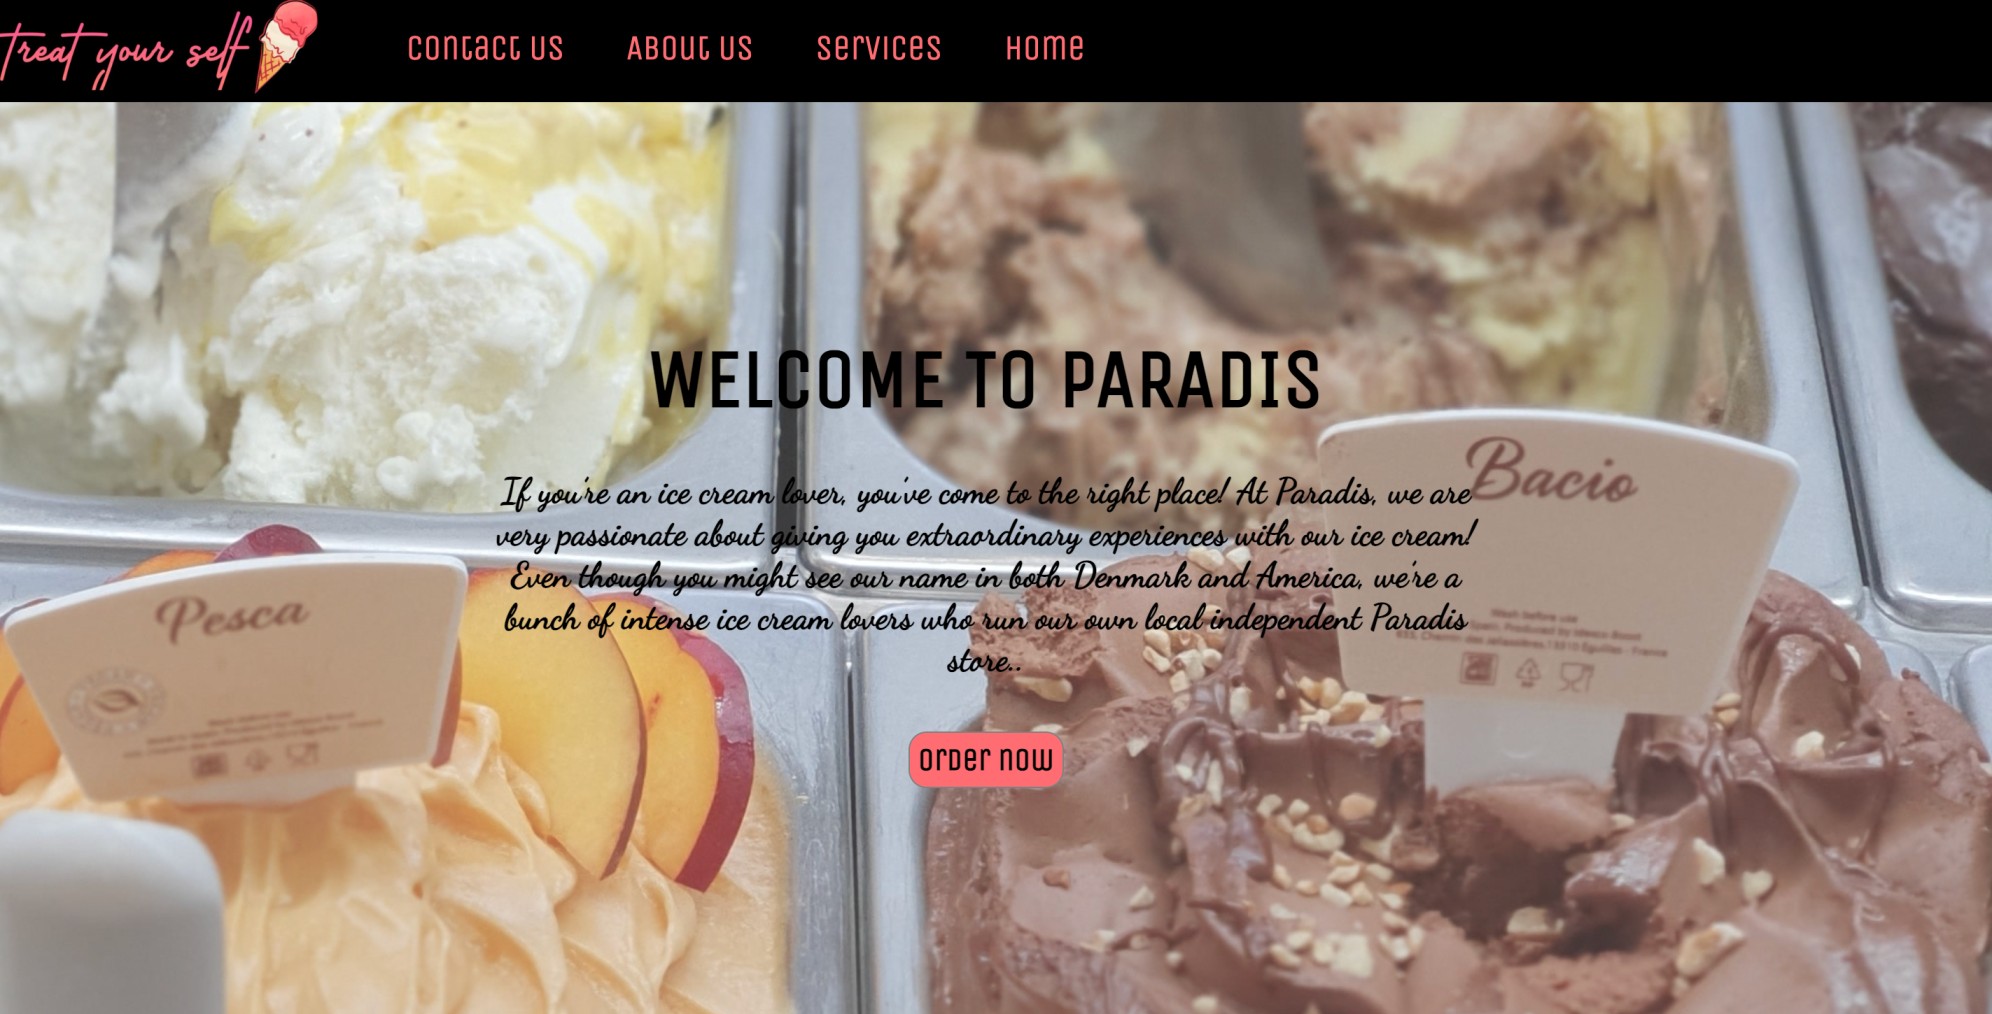 treat your self
contact us
About us
services
Home
WELCOME TO PARADIS
If you're an ice cream lover, you've come to the right place! At Paradis, we are
very passionate about giving you extraordinary experiences with our ice cream!
Even though you might see our name in both Denmark and America, we're a
bunch of intense ice cream lovers who run our own local independent Paradis
store..
Bacio
Pesca
Wash before use
order now